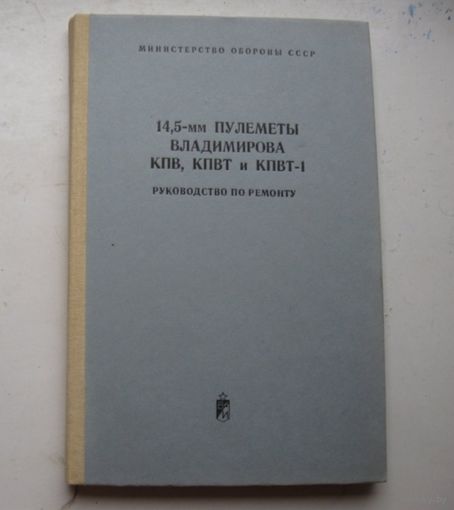 МИНИСТЕРСТВО ОБОРОНЫ СССР
14,5-мм ПУЛЕМЕТЫ
ВЛАДИМИРОВА
КПВ, КПВТ и КПВТ-1
РУКОВОДСТВО ПО РЕМОНТУ